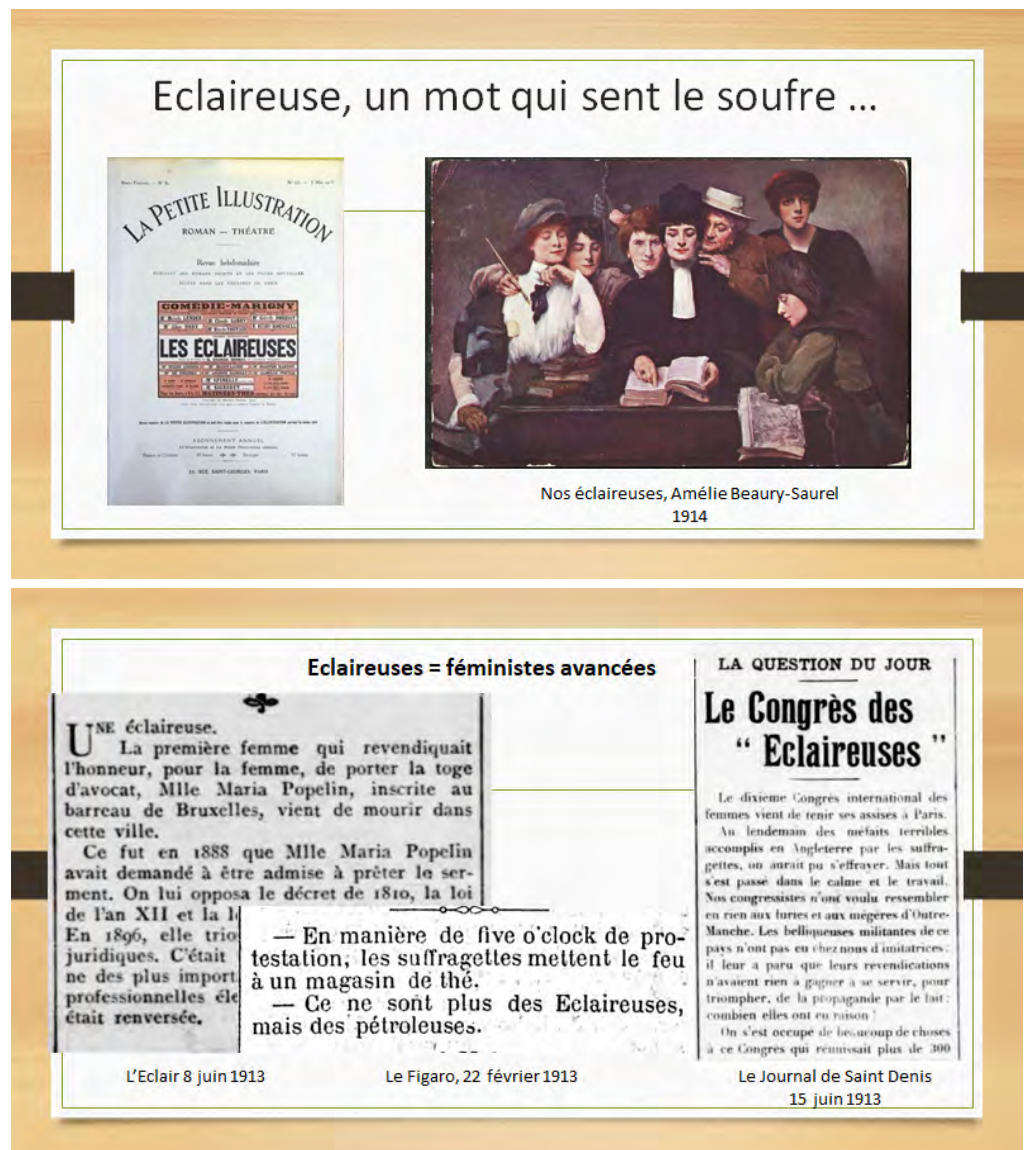 Eclaireuse, un mot qui sent le soufre ...
LA PETITE ILLUSTRATION
ROMAN — THÉATRE
Revue hebdomadaire
COMÉDIE-MARIGNY
LES ÉCLAIREUSES
ABONNEMENT ANNUEL
13, RUE SAINT-GEORGES, PARIS
Nos éclaireuses, Amélie Beaury-Saurel
1914
Eclaireuses = féministes avancées
UNE éclaireuse.
La première femme qui revendiquait
l'honneur, pour la femme, de porter la toge
d'avocat, Mlle Maria Popelin, inscrite au
barreau de Bruxelles, vient de mourir dans
cette ville.
Ce fut en 1888 que Mlle Maria Popelin
avait demandé à être admise à prêter le ser-
ment. On lui opposa le décret de 1810, la loi
de l'an XII et la l
En 1896, elle trio
juridiques. C'était
ne des plus import
professionnelles éle
était renversée.
— En manière de five o'clock de pro-
testation, les suffragettes mettent le feu
à un magasin de thé.
— Ce ne sont plus des Eclaireuses,
mais des pétroleuses.
LA QUESTION DU JOUR
Le Congrès des
" Eclaireuses "
Le dixième Congrès international des
femmes vient de tenir ses assises à Paris.
Au lendemain des méfaits terribles
accomplis en Angleterre par les suffra-
gettes, on aurait pu s'effrayer. Mais tout
s'est passé dans le calme et le travail.
Nos congressistes n'ont voulu ressembler
en rien aux furies et aux mégères d'Outre-
Manche. Les belliqueuses militantes de ce
pays n'ont pas eu chez nous d'imitatrices :
il leur a paru que leurs revendications
n'avaient rien à gagner à se servir, pour
triompher, de la propagande par le fait :
combien elles ont eu raison !
On s'est occupé de beaucoup de choses
à ce Congrès qui réunissait plus de 300
L'Eclair 8 juin 1913
Le Figaro, 22 février 1913
Le Journal de Saint Denis
15 juin 1913